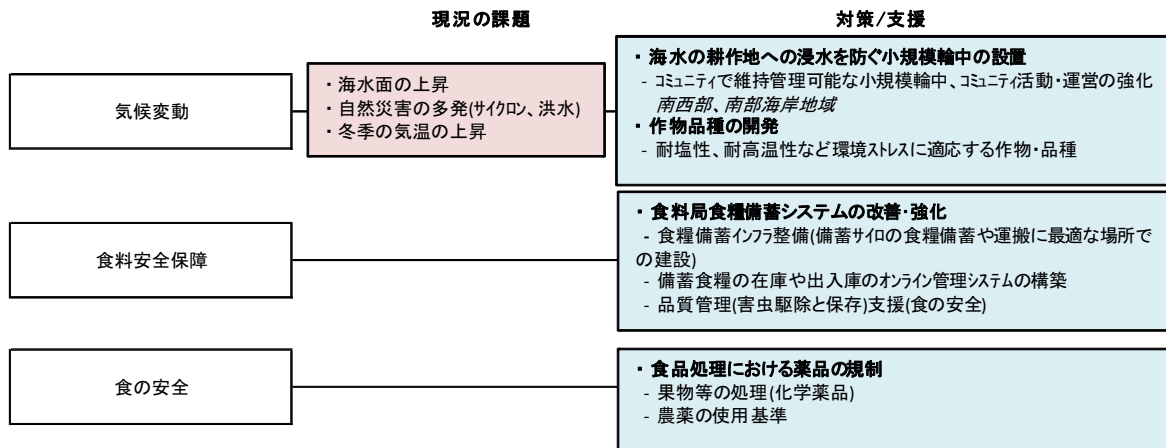 現況の課題
対策/支援
気候変動
・ 海水面の上昇
・ 自然災害の多発(ｻｲｸﾛﾝ、洪水)
・ 冬季の気温の上昇
・ 海水の耕作地への浸水を防ぐ小規模輪中の設置
- ｺﾐｭﾆﾃｨで維持管理可能な小規模輪中、ｺﾐｭﾆﾃｨ活動・運営の強化
南西部、南部海岸地域
・ 作物品種の開発
- 耐塩性、耐高温性など環境ｽﾄﾚｽに適応する作物・品種
食料安全保障
・ 食料局食糧備蓄システムの改善・強化
- 食糧備蓄ｲﾝﾌﾗ整備(備蓄ｻｲﾛの食糧備蓄や運搬に最適な場所で
の建設)
- 備蓄食糧の在庫や出入庫のｵﾝﾗｲﾝ管理ｼｽﾃﾑの構築
- 品質管理(害虫駆除と保存)支援(食の安全)
食の安全
・ 食品処理における薬品の規制
- 果物等の処理(化学薬品)
- 農薬の使用基準